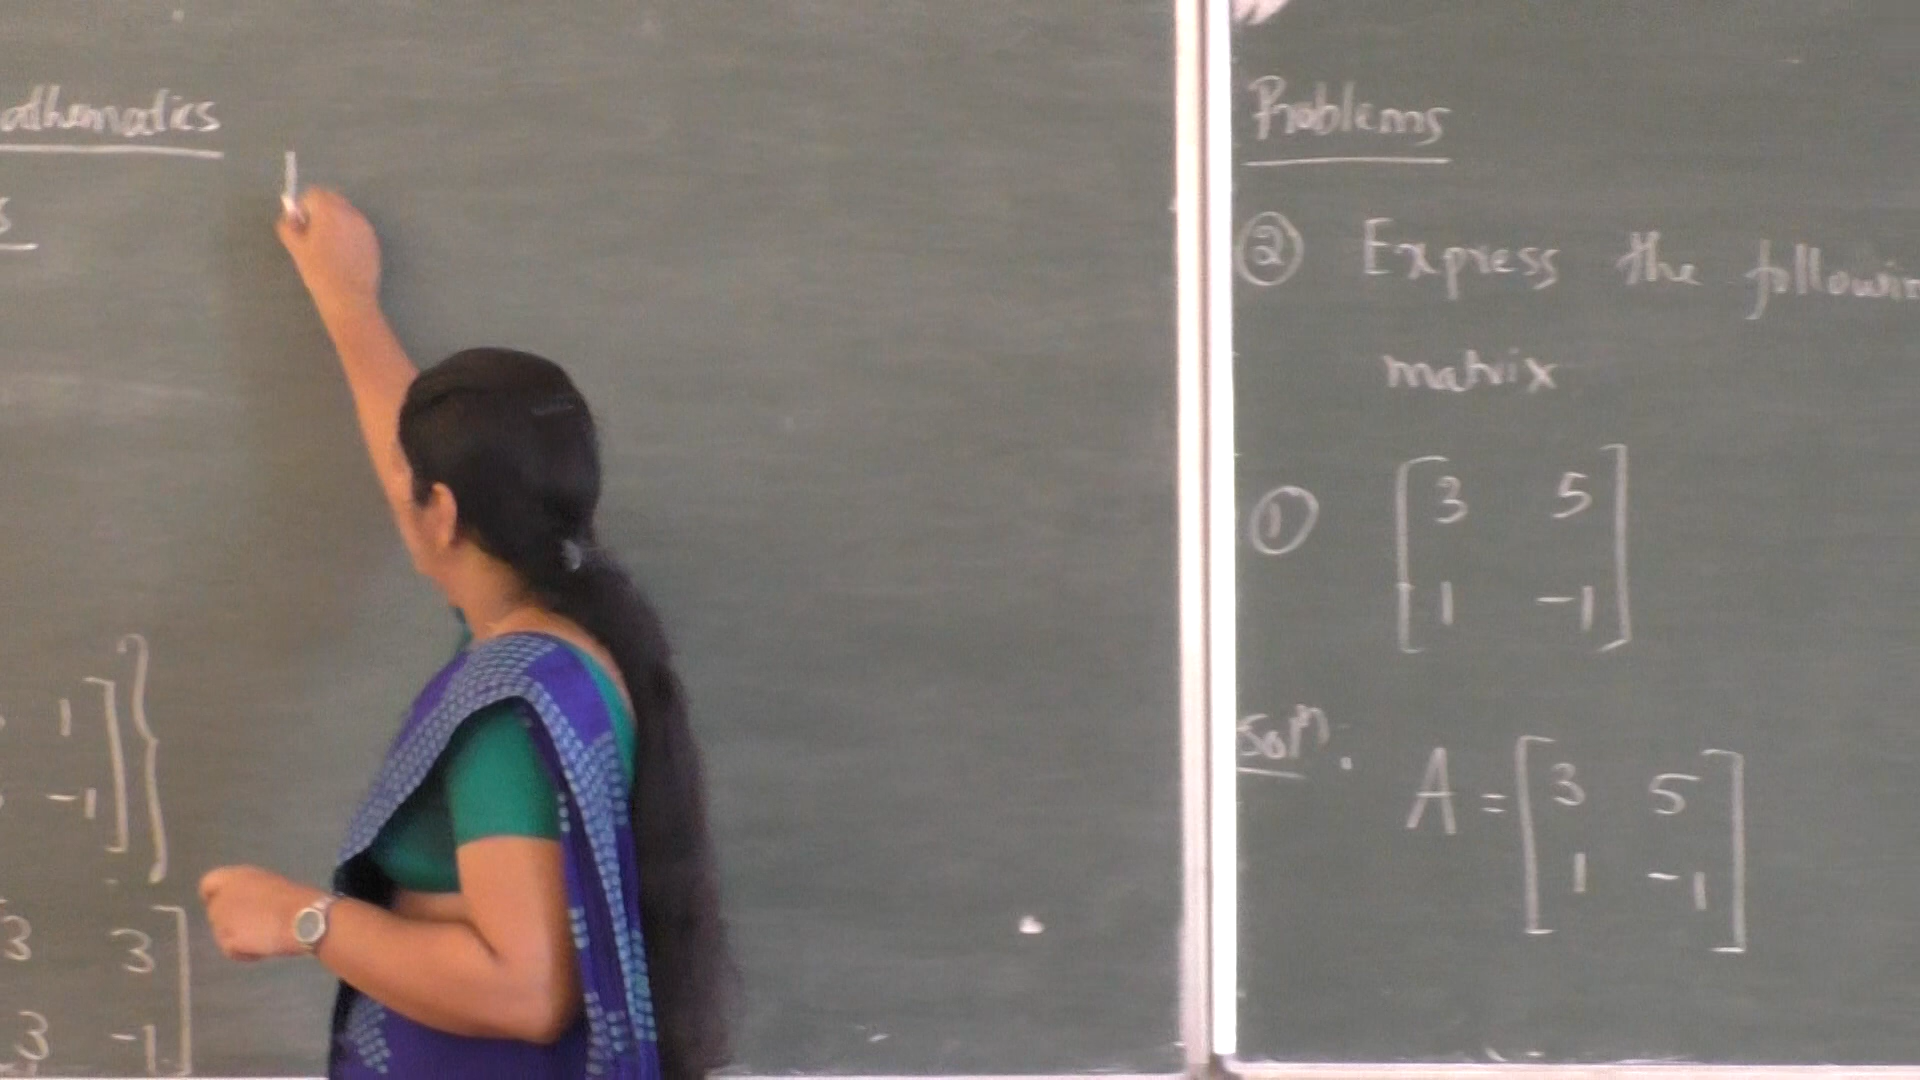 athematics
s
1
-1
3 3
3 -1
Problems
② Express the followin
matrix
① [3 5
1 -1]
Soln.
A = [3 5
1 -1]